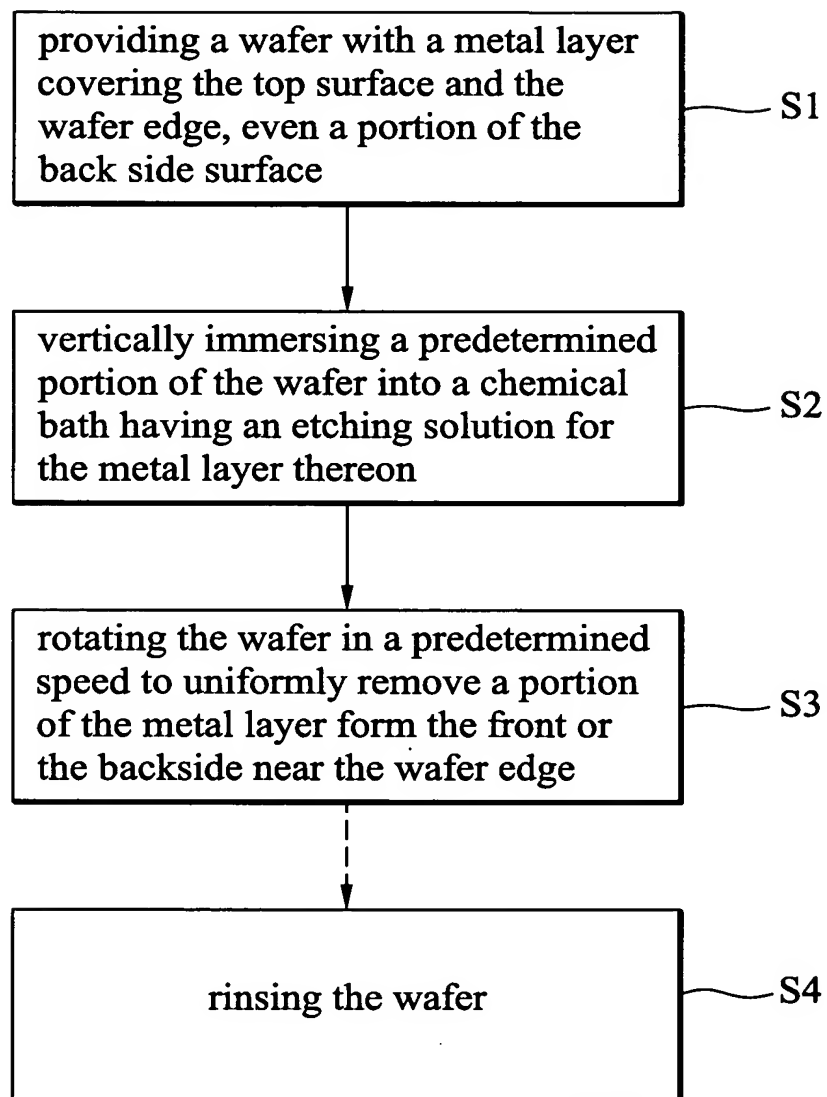 providing a wafer with a metal layer
covering the top surface and the
wafer edge, even a portion of the
back side surface
S1
vertically immersing a predetermined
portion of the wafer into a chemical
bath having an etching solution for
the metal layer thereon
S2
rotating the wafer in a predetermined
speed to uniformly remove a portion
of the metal layer form the front or
the backside near the wafer edge
S3
rinsing the wafer
S4